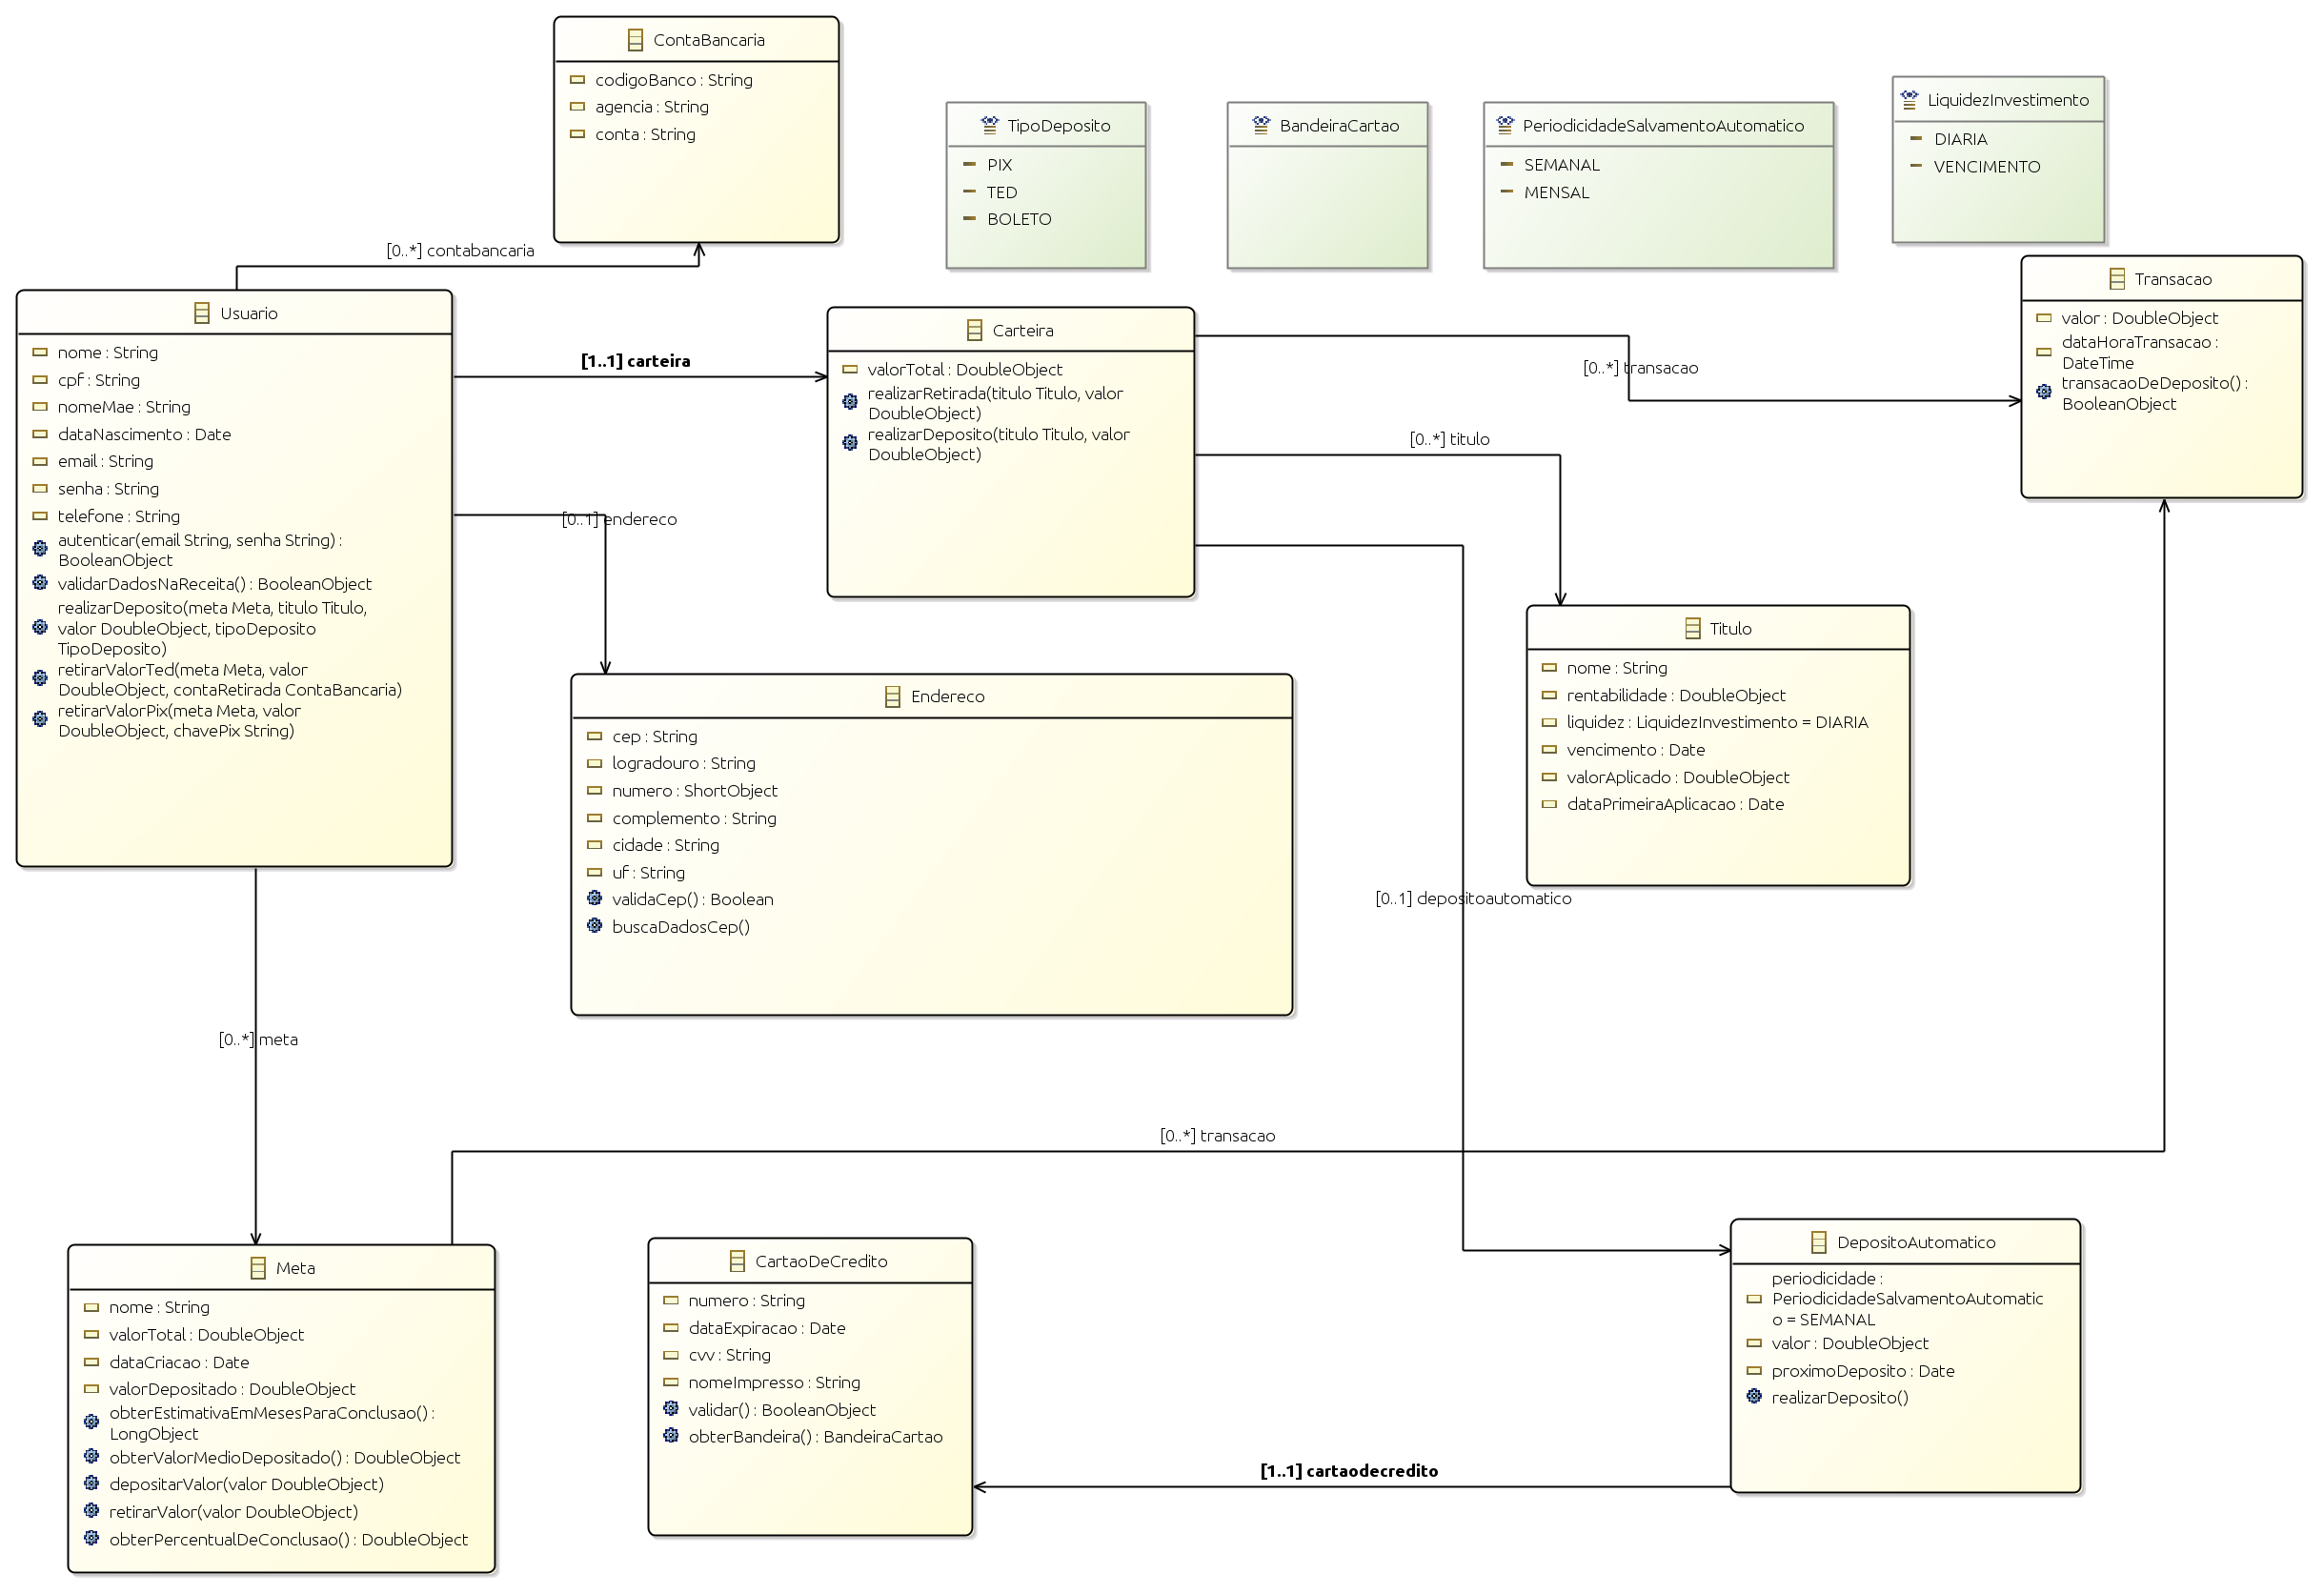 ContaBancaria
codigoBanco : String
agencia : String
conta : String
TipoDeposito
PIX
TED
BOLETO
BandeiraCartao
PeriodicidadeSalvamentoAutomatico
SEMANAL
MENSAL
LiquidezInvestimento
DIARIA
VENCIMENTO
[0..*] contabancaria
Usuario
nome : String
cpf : String
nomeMae : String
dataNascimento : Date
email : String
senha : String
telefone : String
autenticar(email String, senha String) :
BooleanObject
validarDadosNaReceita() : BooleanObject
realizarDeposito(meta Meta, titulo Titulo,
valor DoubleObject, tipoDeposito
TipoDeposito)
retirarValorTed(meta Meta, valor
DoubleObject, contaRetirada ContaBancaria)
retirarValorPix(meta Meta, valor
DoubleObject, chavePix String)
[1..1] carteira
[0..1] endereco
Carteira
valorTotal : DoubleObject
realizarRetirada(titulo Titulo, valor
DoubleObject)
realizarDeposito(titulo Titulo, valor
DoubleObject)
[0..*] transacao
[0..*] titulo
Transacao
valor : DoubleObject
dataHoraTransacao :
DateTime
transacaoDeDeposito() :
BooleanObject
Endereco
cep : String
logradouro : String
numero : ShortObject
complemento : String
cidade : String
uf : String
validaCep() : Boolean
buscaDadosCep()
Titulo
nome : String
rentabilidade : DoubleObject
liquidez : LiquidezInvestimento = DIARIA
vencimento : Date
valorAplicado : DoubleObject
dataPrimeiraAplicacao : Date
[0..1] depositoautomatico
[0..*] meta
[0..*] transacao
Meta
nome : String
valorTotal : DoubleObject
dataCriacao : Date
valorDepositado : DoubleObject
obterEstimativaEmMesesParaConclusao() :
LongObject
obterValorMedioDepositado() : DoubleObject
depositarValor(valor DoubleObject)
retirarValor(valor DoubleObject)
obterPercentualDeConclusao() : DoubleObject
CartaoDeCredito
numero : String
dataExpiracao : Date
cvv : String
nomeImpresso : String
validar() : BooleanObject
obterBandeira() : BandeiraCartao
[1..1] cartaodecredito
DepositoAutomatico
periodicidade :
PeriodicidadeSalvamentoAutomatic
o = SEMANAL
valor : DoubleObject
proximoDeposito : Date
realizarDeposito()